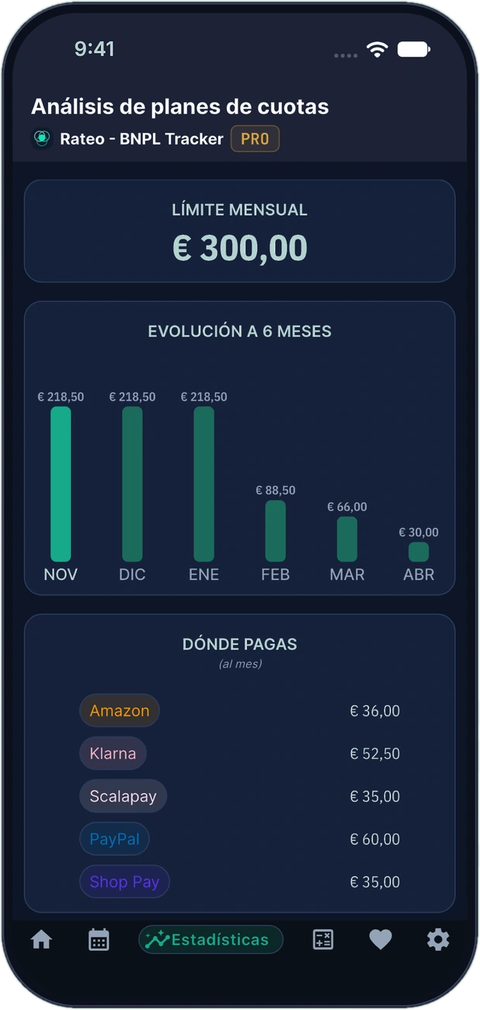 9:41
Análisis de planes de cuotas
Rateo - BNPL Tracker PRO
LÍMITE MENSUAL
€ 300,00
EVOLUCIÓN A 6 MESES
€ 218,50 € 218,50 € 218,50 € 88,50 € 66,00 € 30,00
NOV DIC ENE FEB MAR ABR
DÓNDE PAGAS
(al mes)
Amazon € 36,00
Klarna € 52,50
Scalapay € 35,00
PayPal € 60,00
Shop Pay € 35,00
Estadísticas